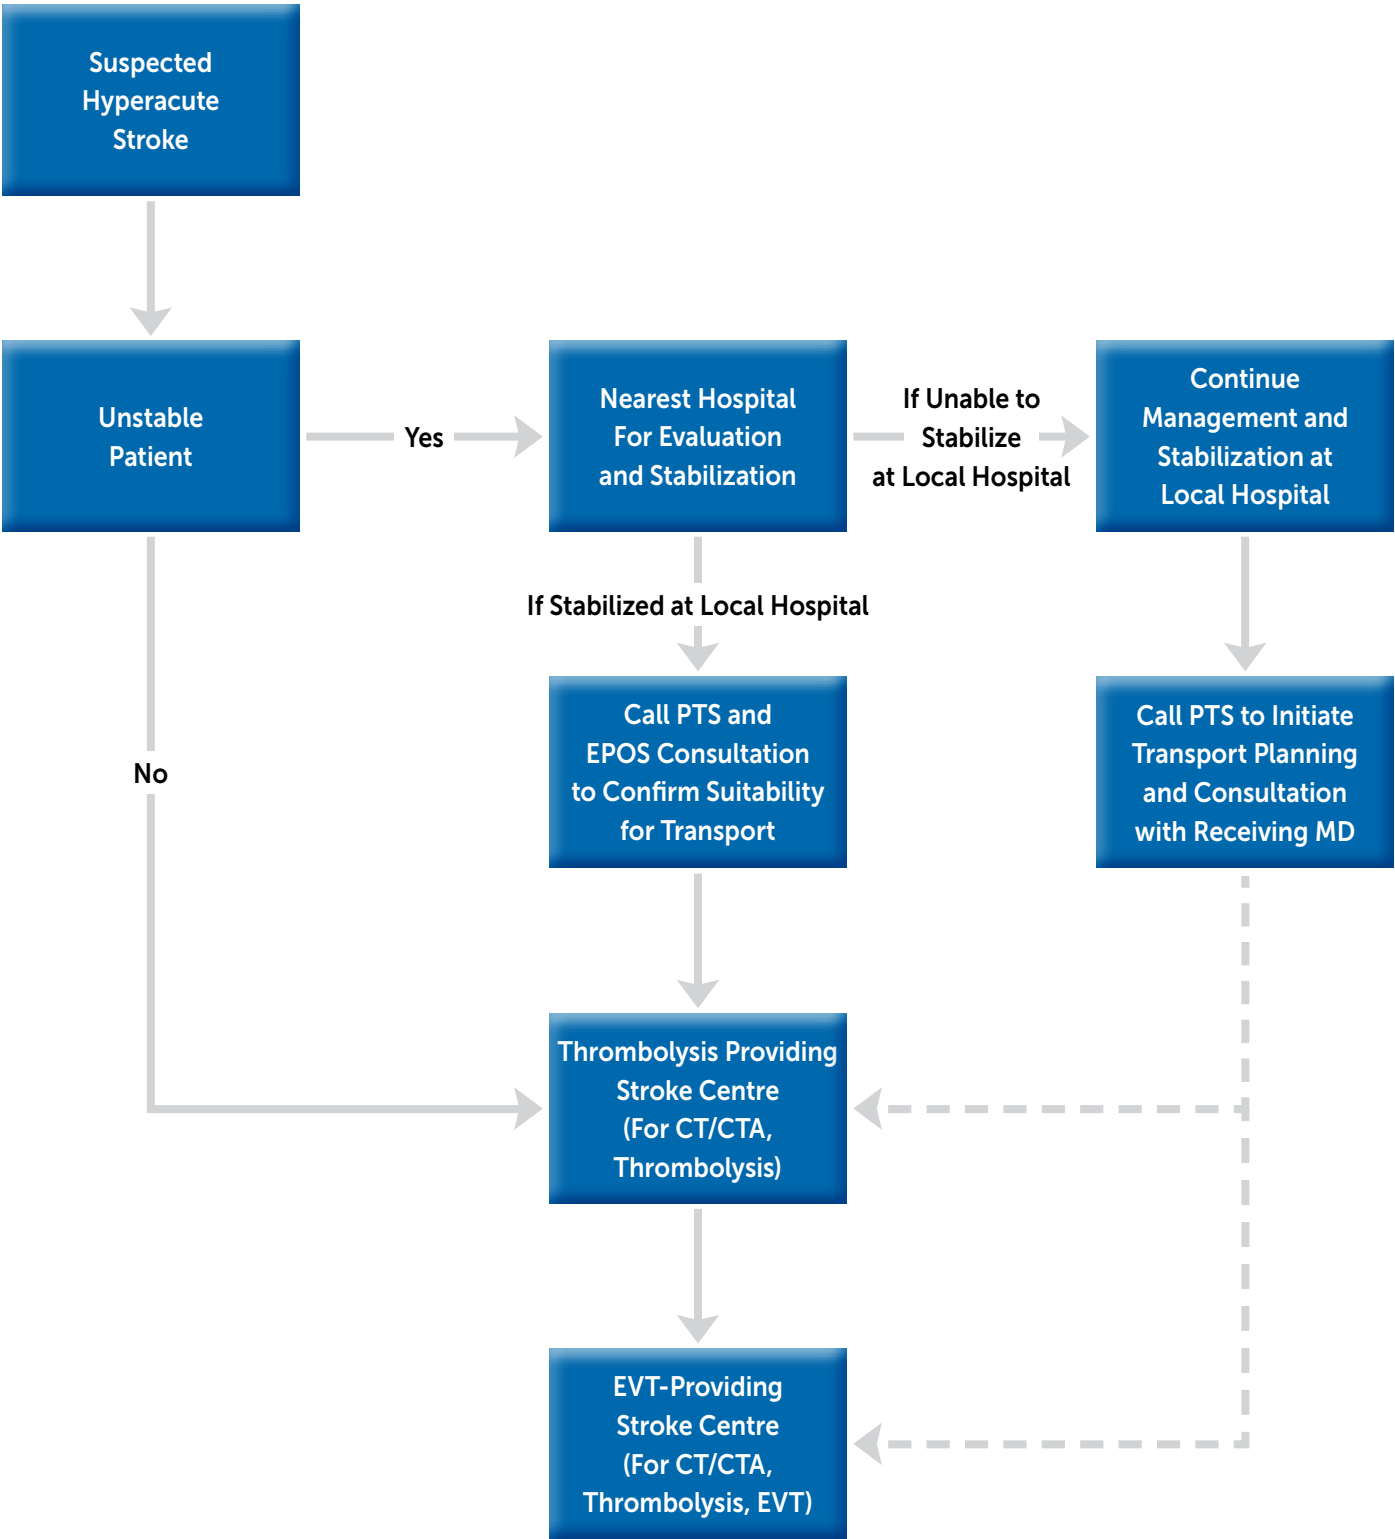 Suspected
Hyperacute
Stroke
Unstable
Patient
Yes
Nearest Hospital
For Evaluation
and Stabilization
If Unable to
Stabilize
at Local Hospital
Continue
Management and
Stabilization at
Local Hospital
If Stabilized at Local Hospital
No
Call PTS and
EPOS Consultation
to Confirm Suitability
for Transport
Call PTS to Initiate
Transport Planning
and Consultation
with Receiving MD
Thrombolysis Providing
Stroke Centre
(For CT/CTA,
Thrombolysis)
EVT-Providing
Stroke Centre
(For CT/CTA,
Thrombolysis, EVT)